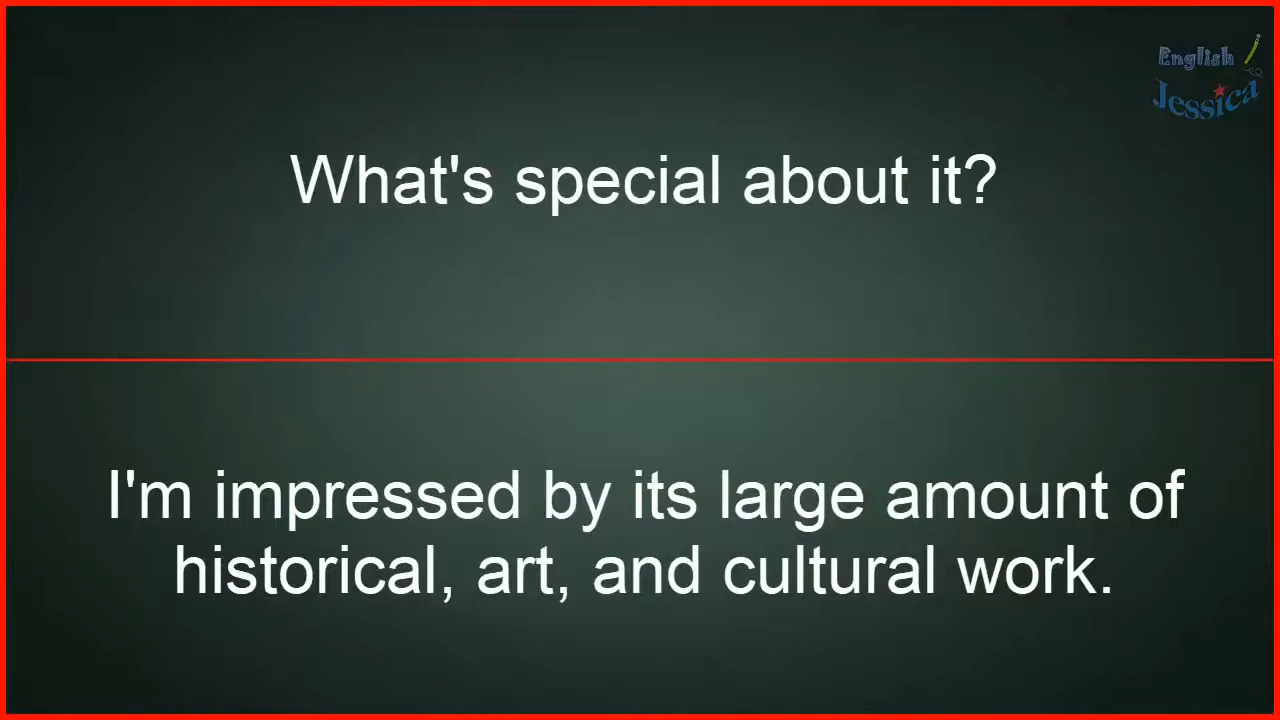 English
Jessica
What's special about it?
I'm impressed by its large amount of
historical, art, and cultural work.